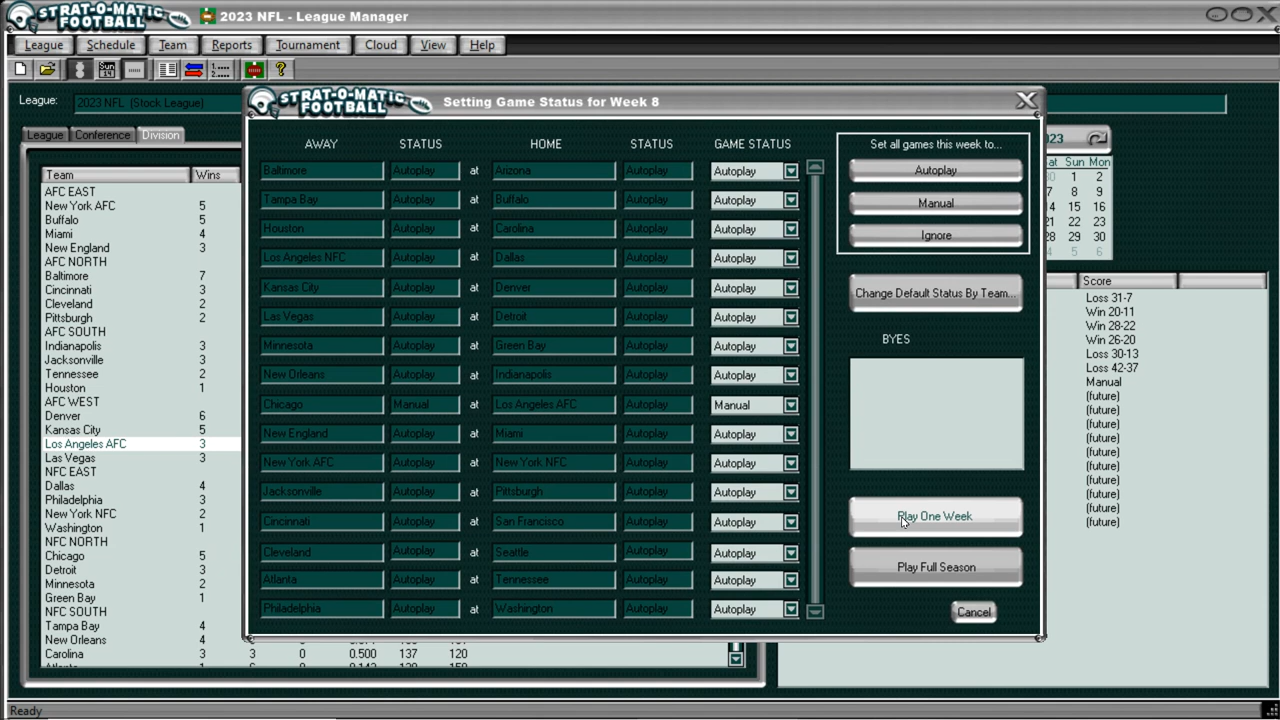 STRAT-O-MATIC FOOTBALL 2023 NFL - League Manager
League Schedule Team Reports Tournament Cloud View Help
League: 2023 NFL (Stock League)
League Conference Division
Team Wins
AFC EAST
New York AFC 5
Buffalo 5
Miami 4
New England 3
AFC NORTH
Baltimore 7
Cincinnati 3
Cleveland 2
Pittsburgh 2
AFC SOUTH
Indianapolis 3
Jacksonville 3
Tennessee 2
Houston 1
AFC WEST
Denver 6
Kansas City 5
Los Angeles AFC 3
Las Vegas 3
NFC EAST
Dallas 4
Philadelphia 3
New York NFC 2
Washington 1
NFC NORTH
Chicago 5
Detroit 3
Minnesota 2
Green Bay 1
NFC SOUTH
Tampa Bay 4
New Orleans 4
Carolina 3 3 0 0.500 137 120
STRAT-O-MATIC FOOTBALL Setting Game Status for Week 8
AWAY STATUS HOME STATUS GAME STATUS
Baltimore Autoplay at Arizona Autoplay Autoplay
Tampa Bay Autoplay at Buffalo Autoplay Autoplay
Houston Autoplay at Carolina Autoplay Autoplay
Los Angeles NFC Autoplay at Dallas Autoplay Autoplay
Kansas City Autoplay at Denver Autoplay Autoplay
Las Vegas Autoplay at Detroit Autoplay Autoplay
Minnesota Autoplay at Green Bay Autoplay Autoplay
New Orleans Autoplay at Indianapolis Autoplay Autoplay
Chicago Manual at Los Angeles AFC Autoplay Manual
New England Autoplay at Miami Autoplay Autoplay
New York AFC Autoplay at New York NFC Autoplay Autoplay
Jacksonville Autoplay at Pittsburgh Autoplay Autoplay
Cincinnati Autoplay at San Francisco Autoplay Autoplay
Cleveland Autoplay at Seattle Autoplay Autoplay
Atlanta Autoplay at Tennessee Autoplay Autoplay
Philadelphia Autoplay at Washington Autoplay Autoplay
Set all games this week to...
Autoplay
Manual
Ignore
Change Default Status By Team...
BYES
Play One Week
Play Full Season
Cancel
Sun Mon
1 2
7 8 9
14 15 16
21 22 23
28 29 30
5 6
Score
Loss 31-7
Win 20-11
Win 28-22
Win 26-20
Loss 30-13
Loss 42-37
Manual
(future)
(future)
(future)
(future)
(future)
(future)
(future)
(future)
(future)
(future)
Ready